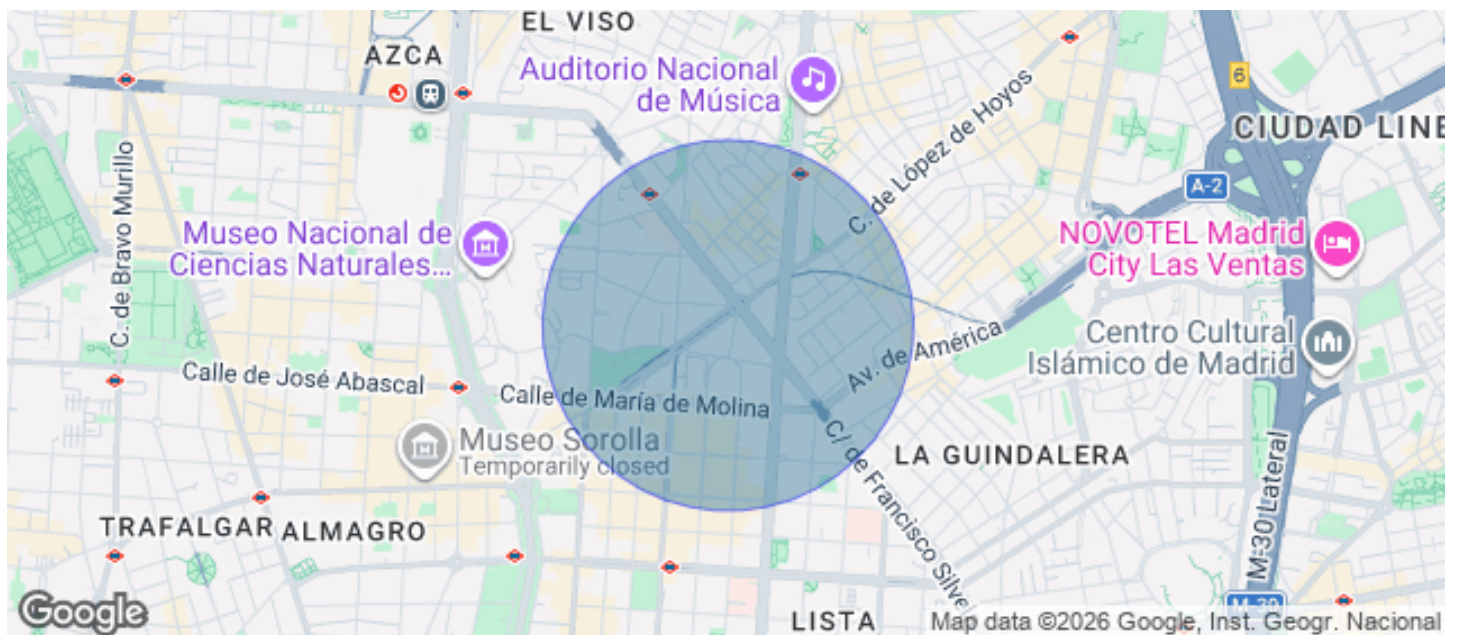 EL VISO
AZCA
Auditorio Nacional
de Música
6
CIUDAD LINE
C. de Bravo Murillo
C. de López de Hoyos
A-2
Museo Nacional de
Ciencias Naturales...
NOVOTEL Madrid
City Las Ventas
Centro Cultural
Islámico de Madrid
Av. de América
Calle de José Abascal
Calle de María de Molina
Museo Sorolla
Temporarily closed
C/ de Francisco Silve
LA GUINDALERA
M-30 Lateral
TRAFALGAR
ALMAGRO
M-30
Google
LISTA
Map data ©2026 Google, Inst. Geogr. Nacional